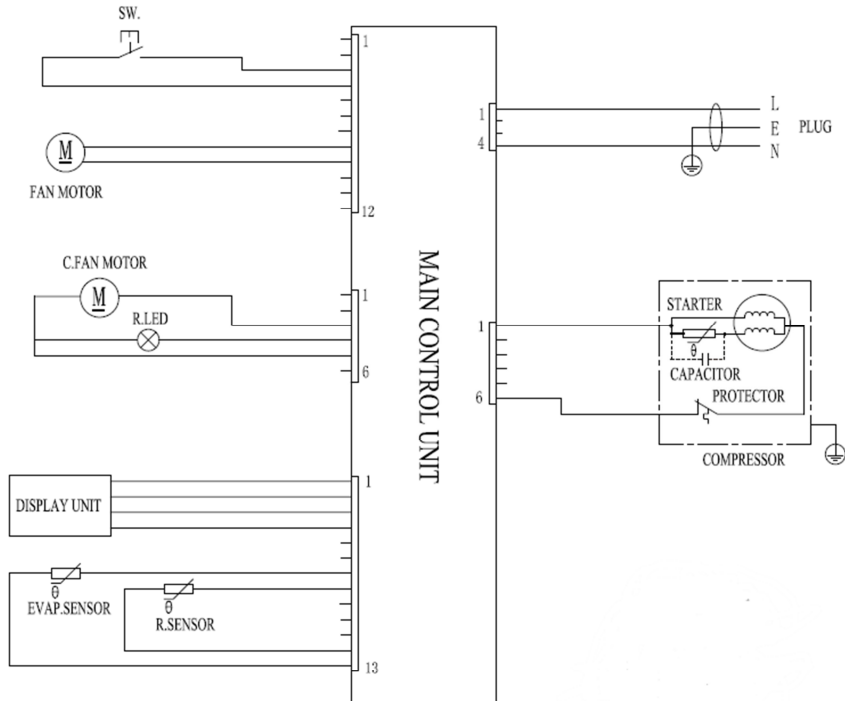 SW.
1
12
M
FAN MOTOR
C.FAN MOTOR
M
R.LED
1
6
DISPLAY UNIT
1
θ
EVAP.SENSOR
θ
R.SENSOR
13
MAIN CONTROL UNIT
1
4
L
E
N
PLUG
1
6
STARTER
θ
CAPACITOR
PROTECTOR
COMPRESSOR